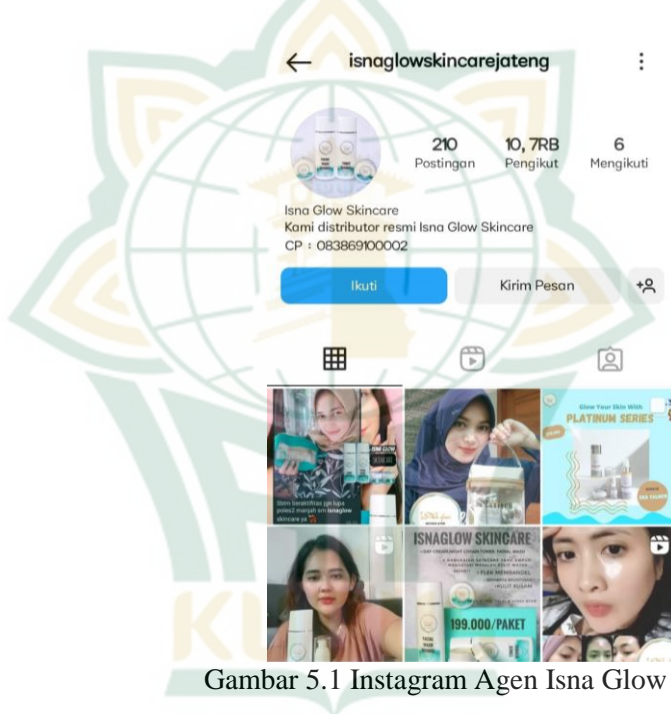 isnaglowskincarejateng
210
10, 7RB
6
Postingan
Pengikut
Mengikuti
Isna Glow Skincare
Kami distributor resmi Isna Glow Skincare
CP : 083869100002
Ikuti
Kirim Pesan
Glow Your Skin With
PLATINUM SERIES
ISNAGLOW SKINCARE
199.000/PAKET
Gambar 5.1 Instagram Agen Isna Glow